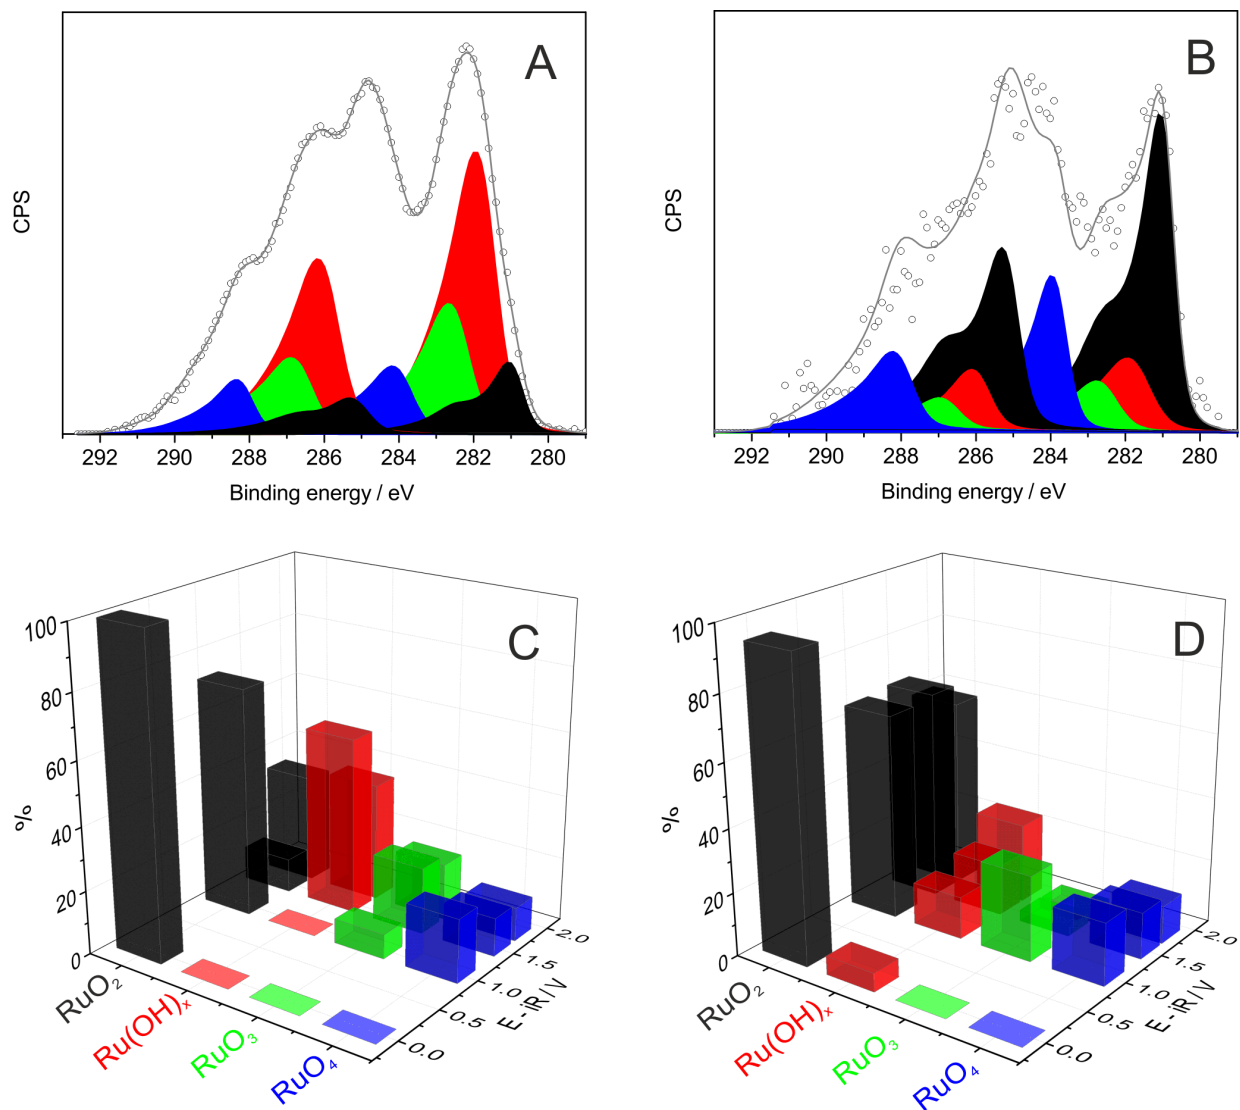 A
B
CPS
CPS
292 290 288 286 284 282 280
292 290 288 286 284 282 280
Binding energy / eV
Binding energy / eV
C
D
100
80
60
40
20
0
%
RuO₂
Ru(OH)ₓ
RuO₃
RuO₄
0.0
0.5
1.0
1.5
2.0
E - iR / V
100
80
60
40
20
0
%
RuO₂
Ru(OH)ₓ
RuO₃
RuO₄
0.0
0.5
1.0
1.5
2.0
E - iR / V